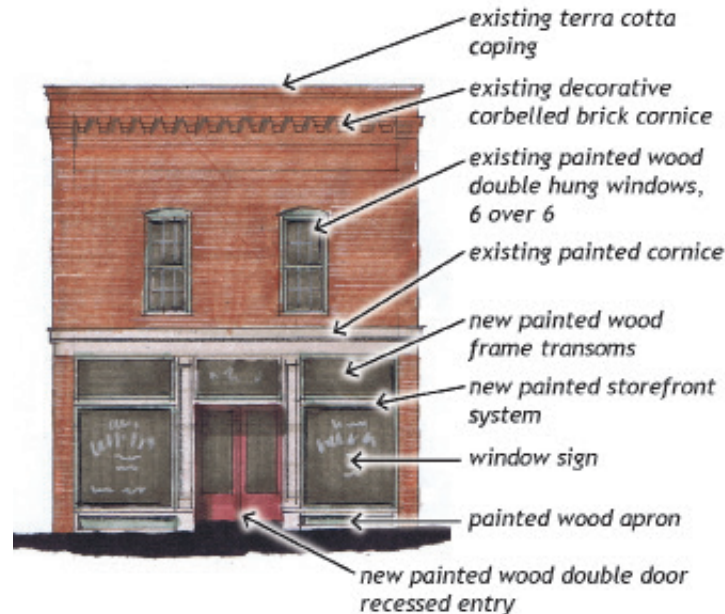 existing terra cotta
coping
existing decorative
corbelled brick cornice
existing painted wood
double hung windows,
6 over 6
existing painted cornice
new painted wood
frame transoms
new painted storefront
system
window sign
painted wood apron
new painted wood double door
recessed entry